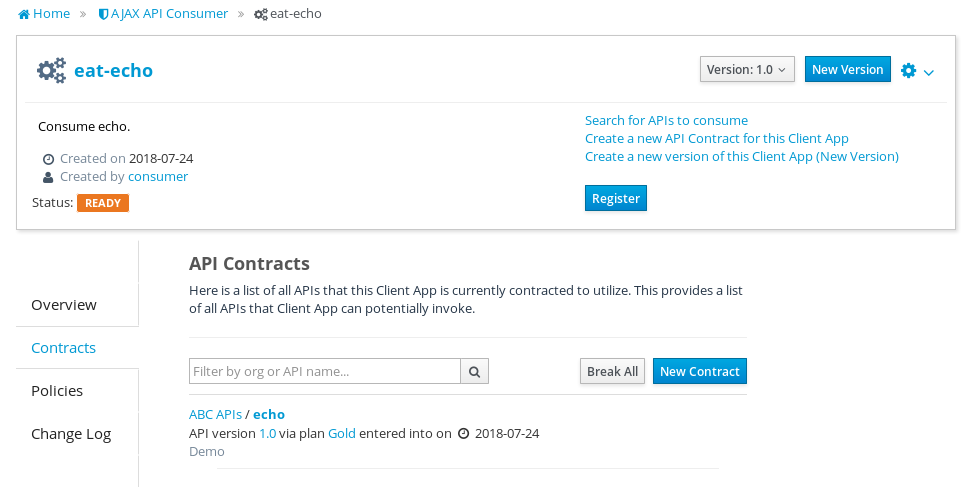 Home » AJAX API Consumer » eat-echo
eat-echo
Version: 1.0
New Version
Consume echo.
Created on 2018-07-24
Created by consumer
Status: READY
Search for APIs to consume
Create a new API Contract for this Client App
Create a new version of this Client App (New Version)
Register
Overview
Contracts
Policies
Change Log
API Contracts
Here is a list of all APIs that this Client App is currently contracted to utilize. This provides a list
of all APIs that Client App can potentially invoke.
Filter by org or API name...
Break All
New Contract
ABC APIs / echo
API version 1.0 via plan Gold entered into on 2018-07-24
Demo